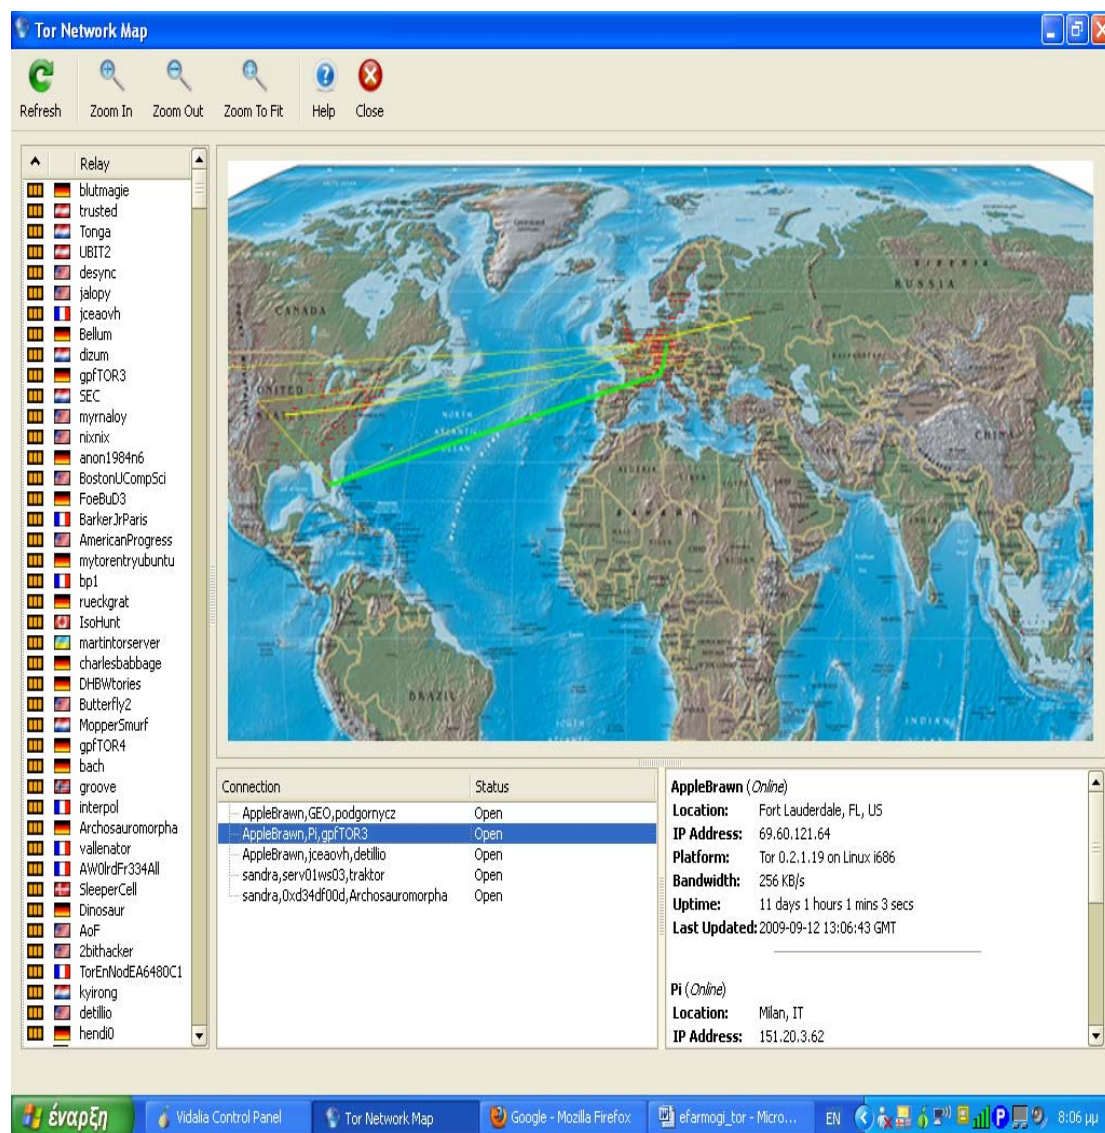 Tor Network Map
Refresh
Zoom In
Zoom Out
Zoom To Fit
Help
Close
Relay
blutmagie
trusted
Tonga
UBIT2
desync
jalopy
jceaovh
Bellum
dizum
gpfTOR3
SEC
myrnaloy
nixnix
anon1984n6
BostonUCompSci
FoeBuD3
BarkerJrParis
AmericanProgress
mytorentryubuntu
bp1
rueckgrat
IsoHunt
martintorserver
charlesbabbage
DHBWtories
Butterfly2
MopperSmurf
gpfTOR4
bach
groove
interpol
Archosauromorpha
vallenator
AW0lrdFr334All
SleeperCell
Dinosaur
AoF
2bithacker
TorEnNodEA6480C1
kyirong
detillio
hendi0
CANADA
UNITED
NORTH
ATLANTIC
OCEAN
RUSSIA
SIBERIA
CHINA
ALGERIA
BRAZIL
INDIAN
Connection Status
AppleBrawn,GEO,podgornycz Open
AppleBrawn,Pi,gpfTOR3 Open
AppleBrawn,jceaovh,detillio Open
sandra,serv01ws03,traktor Open
sandra,0xd34df00d,Archosauromorpha Open
AppleBrawn (Online)
Location: Fort Lauderdale, FL, US
IP Address: 69.60.121.64
Platform: Tor 0.2.1.19 on Linux i686
Bandwidth: 256 KB/s
Uptime: 11 days 1 hours 1 mins 3 secs
Last Updated: 2009-09-12 13:06:43 GMT
Pi (Online)
Location: Milan, IT
IP Address: 151.20.3.62
έναρξη
Vidalia Control Panel
Tor Network Map
Google - Mozilla Firefox
efarmogi_tor - Micro...
EN
8:06 μμ